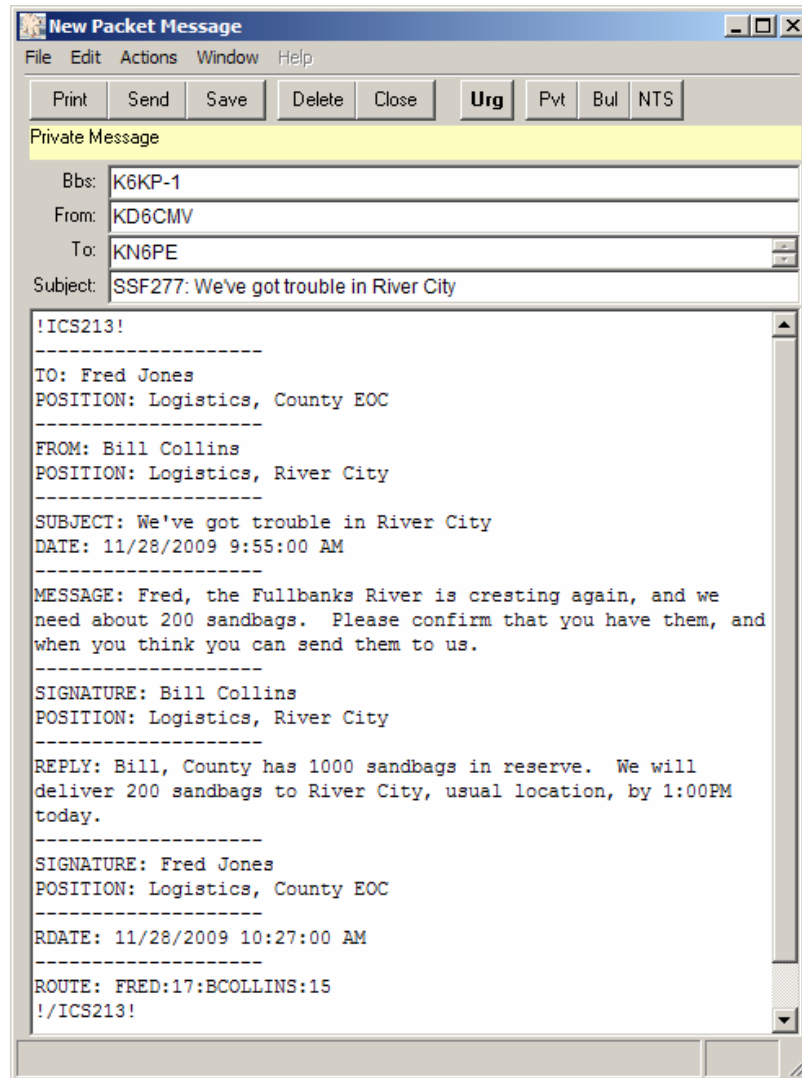 New Packet Message
File Edit Actions Window Help
Print Send Save Delete Close Urg Pvt Bul NTS
Private Message
Bbs: K6KP-1
From: KD6CMV
To: KN6PE
Subject: SSF277: We've got trouble in River City
!ICS213!
--------------------
TO: Fred Jones
POSITION: Logistics, County EOC
--------------------
FROM: Bill Collins
POSITION: Logistics, River City
--------------------
SUBJECT: We've got trouble in River City
DATE: 11/28/2009 9:55:00 AM
--------------------
MESSAGE: Fred, the Fullbanks River is cresting again, and we
need about 200 sandbags.  Please confirm that you have them, and
when you think you can send them to us.
--------------------
SIGNATURE: Bill Collins
POSITION: Logistics, River City
--------------------
REPLY: Bill, County has 1000 sandbags in reserve.  We will
deliver 200 sandbags to River City, usual location, by 1:00PM
today.
--------------------
SIGNATURE: Fred Jones
POSITION: Logistics, County EOC
--------------------
RDATE: 11/28/2009 10:27:00 AM
--------------------
ROUTE: FRED:17:BCOLLINS:15
!/ICS213!